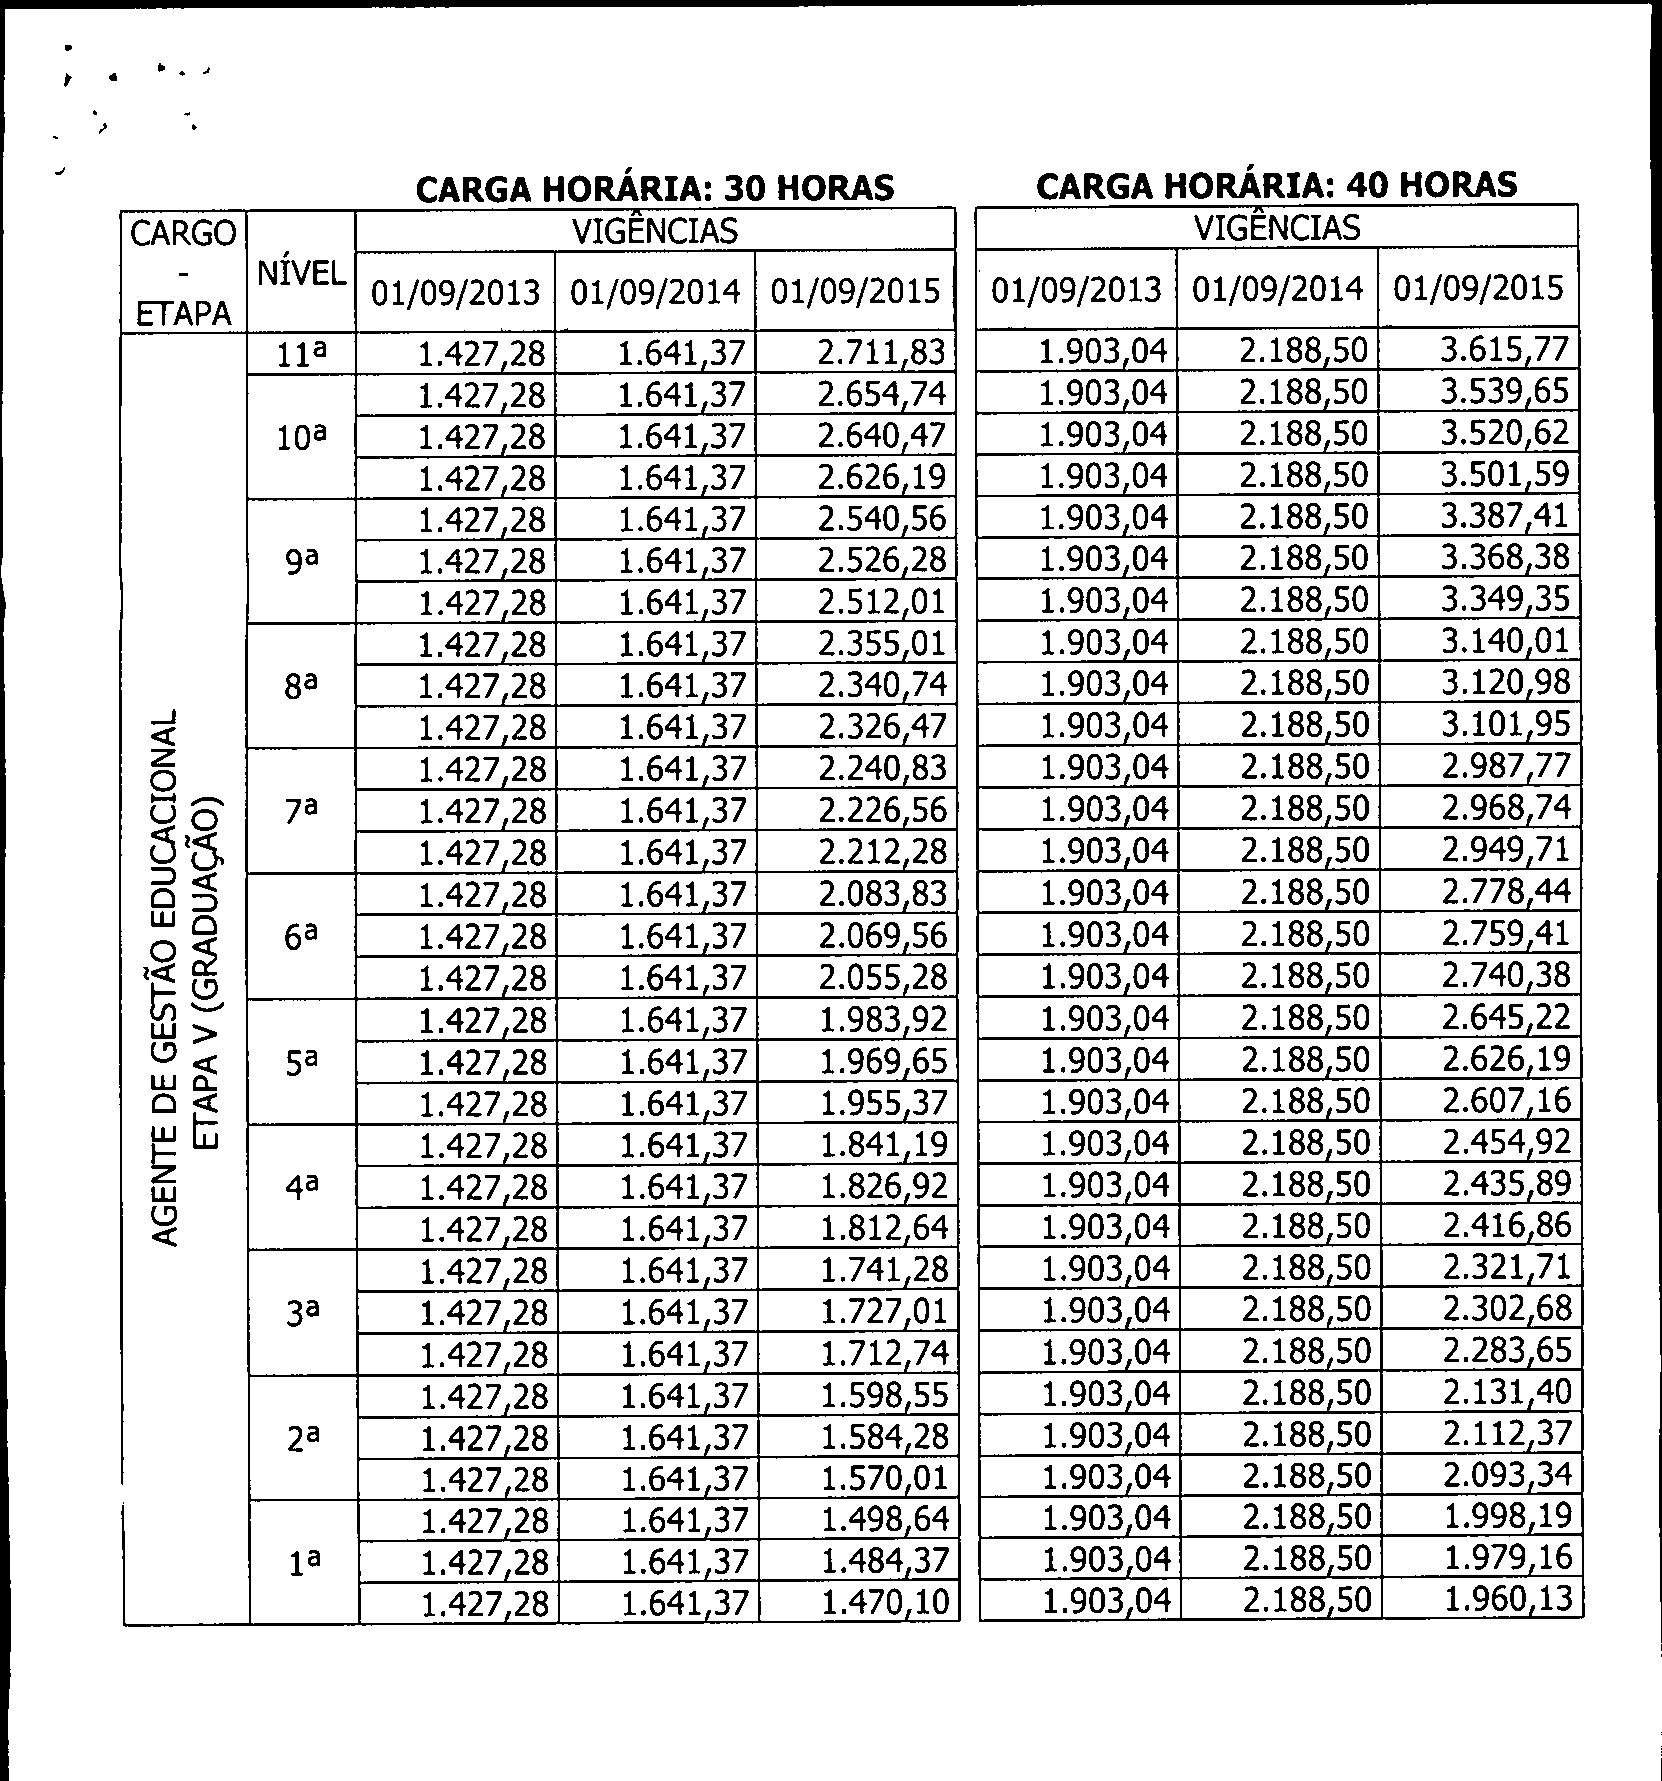 CARGA HORÁRIA: 30 HORAS CARGA HORÁRIA: 40 HORAS
CARGO - ETAPA NÍVEL VIGÊNCIAS VIGÊNCIAS
01/09/2013 01/09/2014 01/09/2015 01/09/2013 01/09/2014 01/09/2015
AGENTE DE GESTÃO EDUCACIONAL
ETAPA V (GRADUAÇÃO)
11ª 1.427,28 1.641,37 2.711,83 1.903,04 2.188,50 3.615,77
1.427,28 1.641,37 2.654,74 1.903,04 2.188,50 3.539,65
10ª 1.427,28 1.641,37 2.640,47 1.903,04 2.188,50 3.520,62
1.427,28 1.641,37 2.626,19 1.903,04 2.188,50 3.501,59
1.427,28 1.641,37 2.540,56 1.903,04 2.188,50 3.387,41
9ª 1.427,28 1.641,37 2.526,28 1.903,04 2.188,50 3.368,38
1.427,28 1.641,37 2.512,01 1.903,04 2.188,50 3.349,35
1.427,28 1.641,37 2.355,01 1.903,04 2.188,50 3.140,01
8ª 1.427,28 1.641,37 2.340,74 1.903,04 2.188,50 3.120,98
1.427,28 1.641,37 2.326,47 1.903,04 2.188,50 3.101,95
1.427,28 1.641,37 2.240,83 1.903,04 2.188,50 2.987,77
7ª 1.427,28 1.641,37 2.226,56 1.903,04 2.188,50 2.968,74
1.427,28 1.641,37 2.212,28 1.903,04 2.188,50 2.949,71
1.427,28 1.641,37 2.083,83 1.903,04 2.188,50 2.778,44
6ª 1.427,28 1.641,37 2.069,56 1.903,04 2.188,50 2.759,41
1.427,28 1.641,37 2.055,28 1.903,04 2.188,50 2.740,38
1.427,28 1.641,37 1.983,92 1.903,04 2.188,50 2.645,22
5ª 1.427,28 1.641,37 1.969,65 1.903,04 2.188,50 2.626,19
1.427,28 1.641,37 1.955,37 1.903,04 2.188,50 2.607,16
1.427,28 1.641,37 1.841,19 1.903,04 2.188,50 2.454,92
4ª 1.427,28 1.641,37 1.826,92 1.903,04 2.188,50 2.435,89
1.427,28 1.641,37 1.812,64 1.903,04 2.188,50 2.416,86
1.427,28 1.641,37 1.741,28 1.903,04 2.188,50 2.321,71
3ª 1.427,28 1.641,37 1.727,01 1.903,04 2.188,50 2.302,68
1.427,28 1.641,37 1.712,74 1.903,04 2.188,50 2.283,65
1.427,28 1.641,37 1.598,55 1.903,04 2.188,50 2.131,40
2ª 1.427,28 1.641,37 1.584,28 1.903,04 2.188,50 2.112,37
1.427,28 1.641,37 1.570,01 1.903,04 2.188,50 2.093,34
1.427,28 1.641,37 1.498,64 1.903,04 2.188,50 1.998,19
1ª 1.427,28 1.641,37 1.484,37 1.903,04 2.188,50 1.979,16
1.427,28 1.641,37 1.470,10 1.903,04 2.188,50 1.960,13